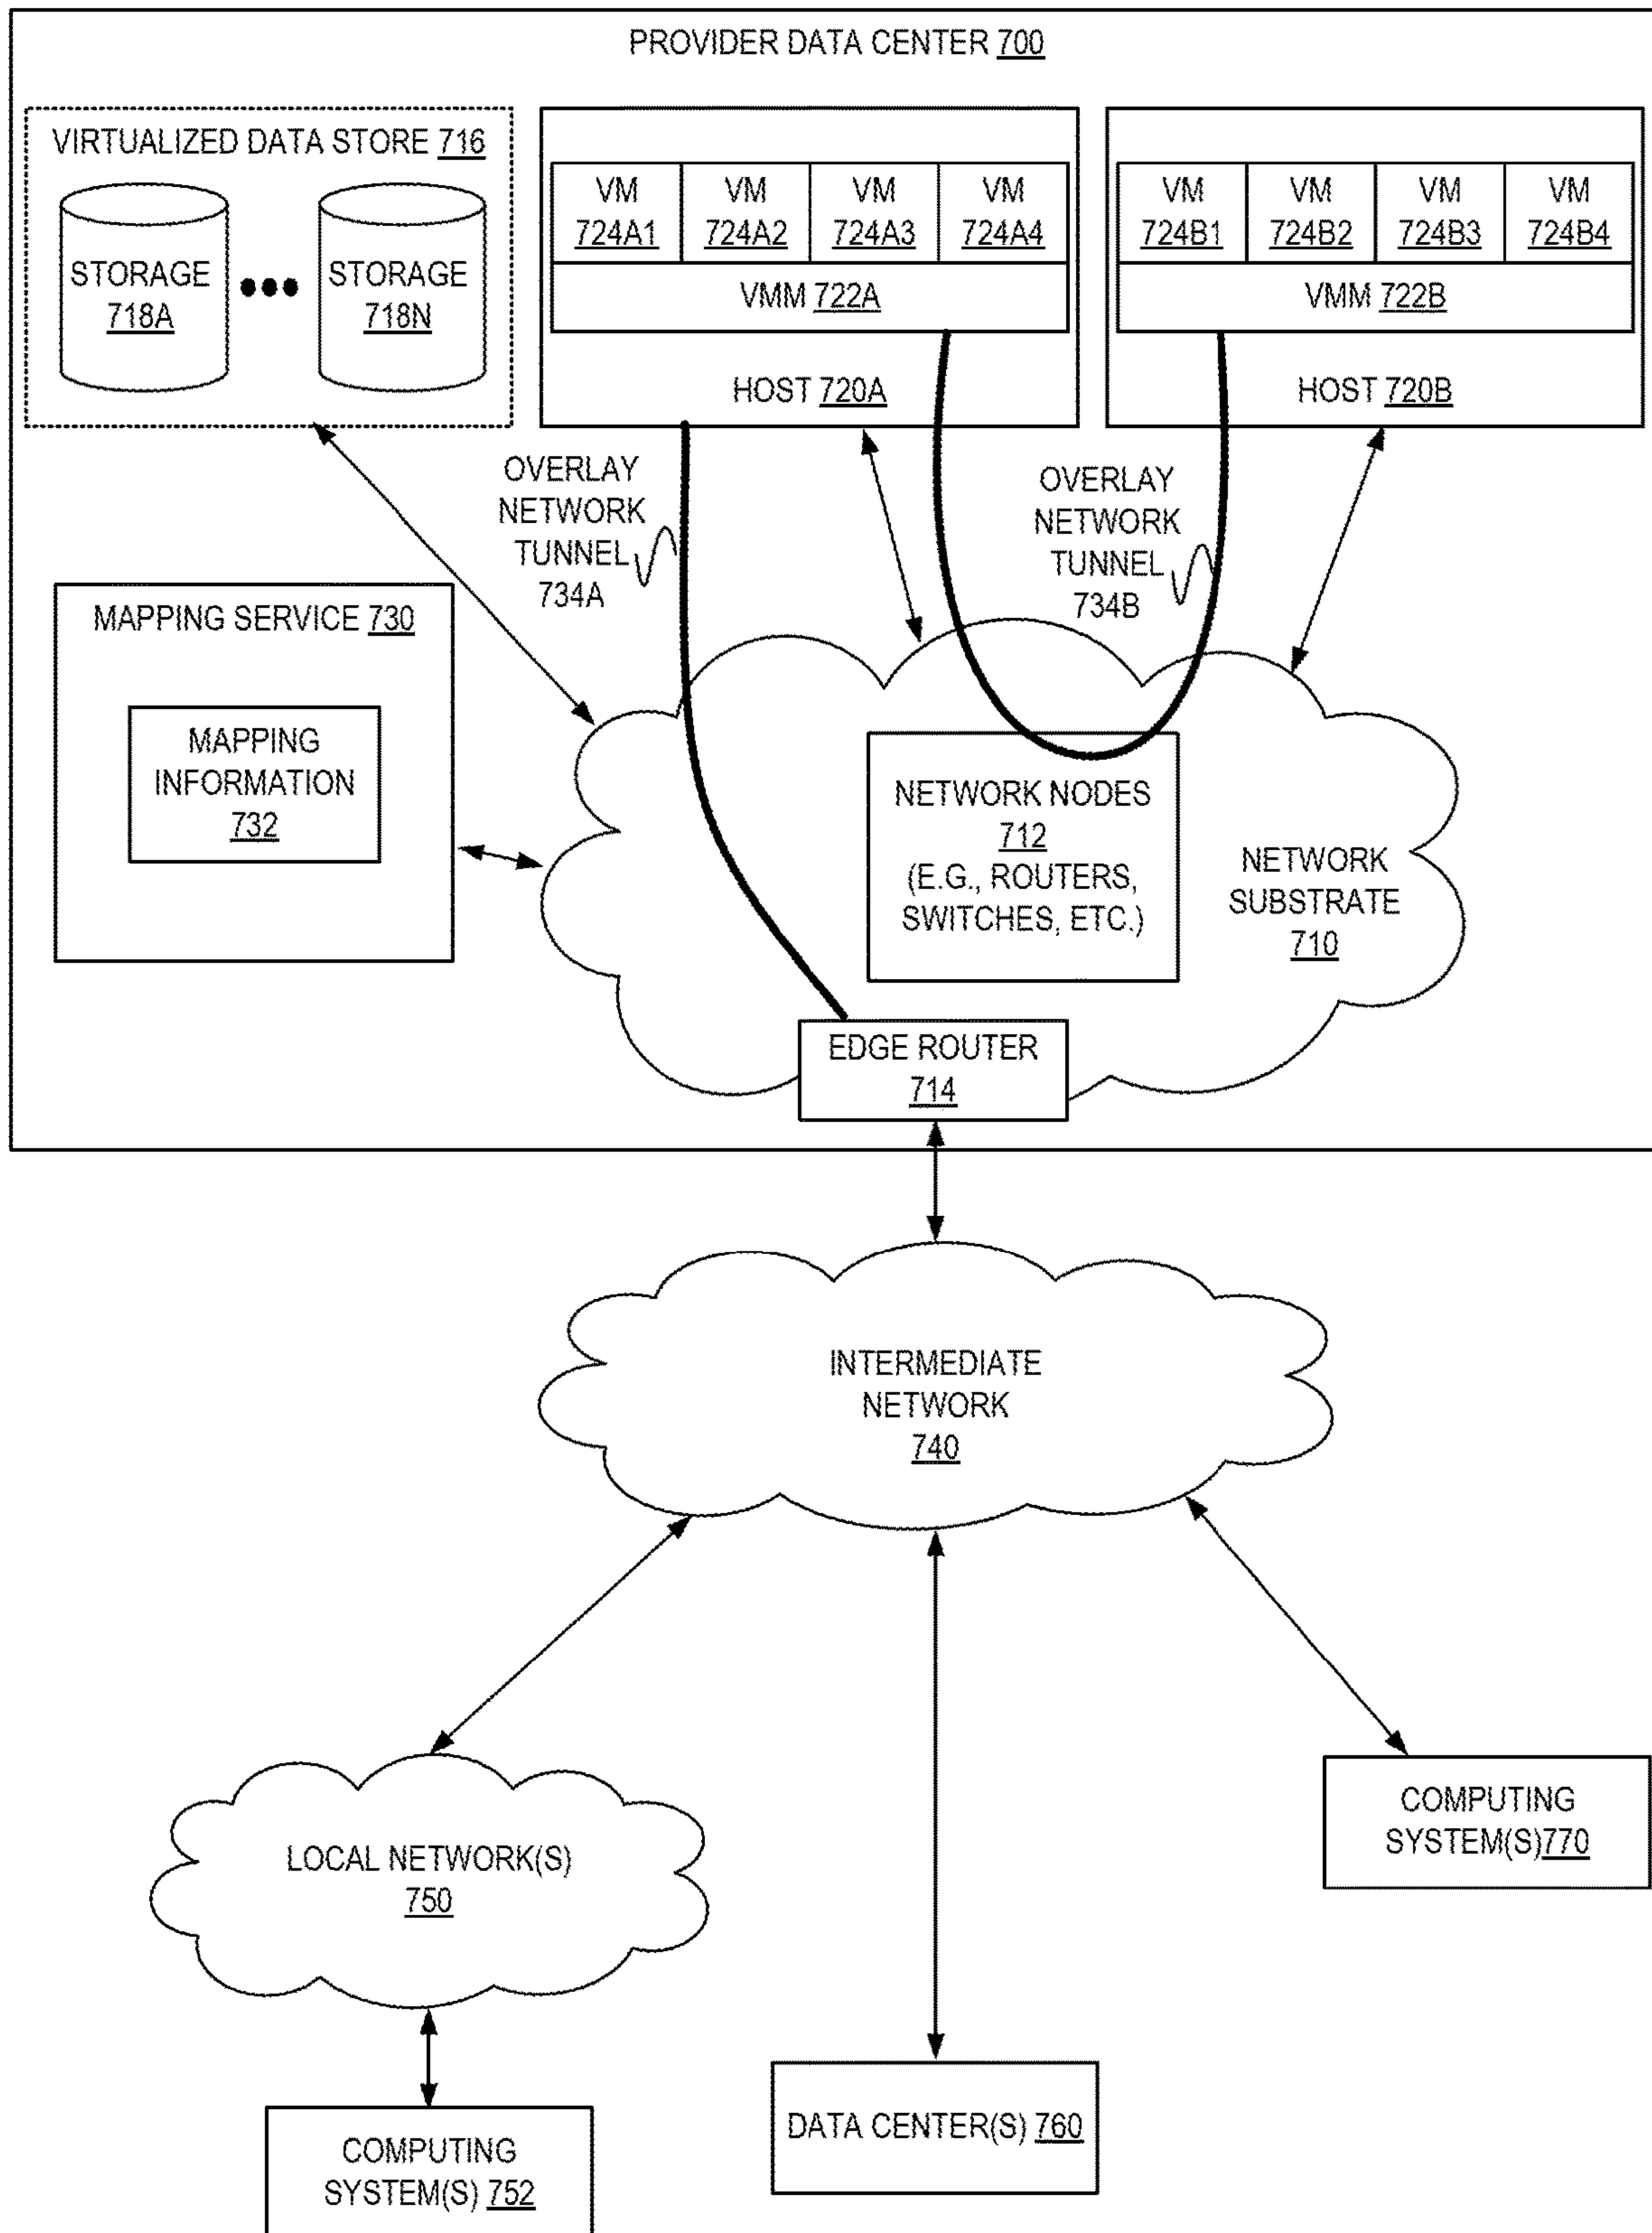 PROVIDER DATA CENTER 700
VIRTUALIZED DATA STORE 716
STORAGE
718A
STORAGE
718N
VM
724A1
VM
724A2
VM
724A3
VM
724A4
VMM 722A
HOST 720A
VM
724B1
VM
724B2
VM
724B3
VM
724B4
VMM 722B
HOST 720B
OVERLAY
NETWORK
TUNNEL
734A
OVERLAY
NETWORK
TUNNEL
734B
MAPPING SERVICE 730
MAPPING
INFORMATION
732
NETWORK NODES
712
(E.G., ROUTERS,
SWITCHES, ETC.)
NETWORK
SUBSTRATE
710
EDGE ROUTER
714
INTERMEDIATE
NETWORK
740
LOCAL NETWORK(S)
750
COMPUTING
SYSTEM(S)770
DATA CENTER(S) 760
COMPUTING
SYSTEM(S) 752